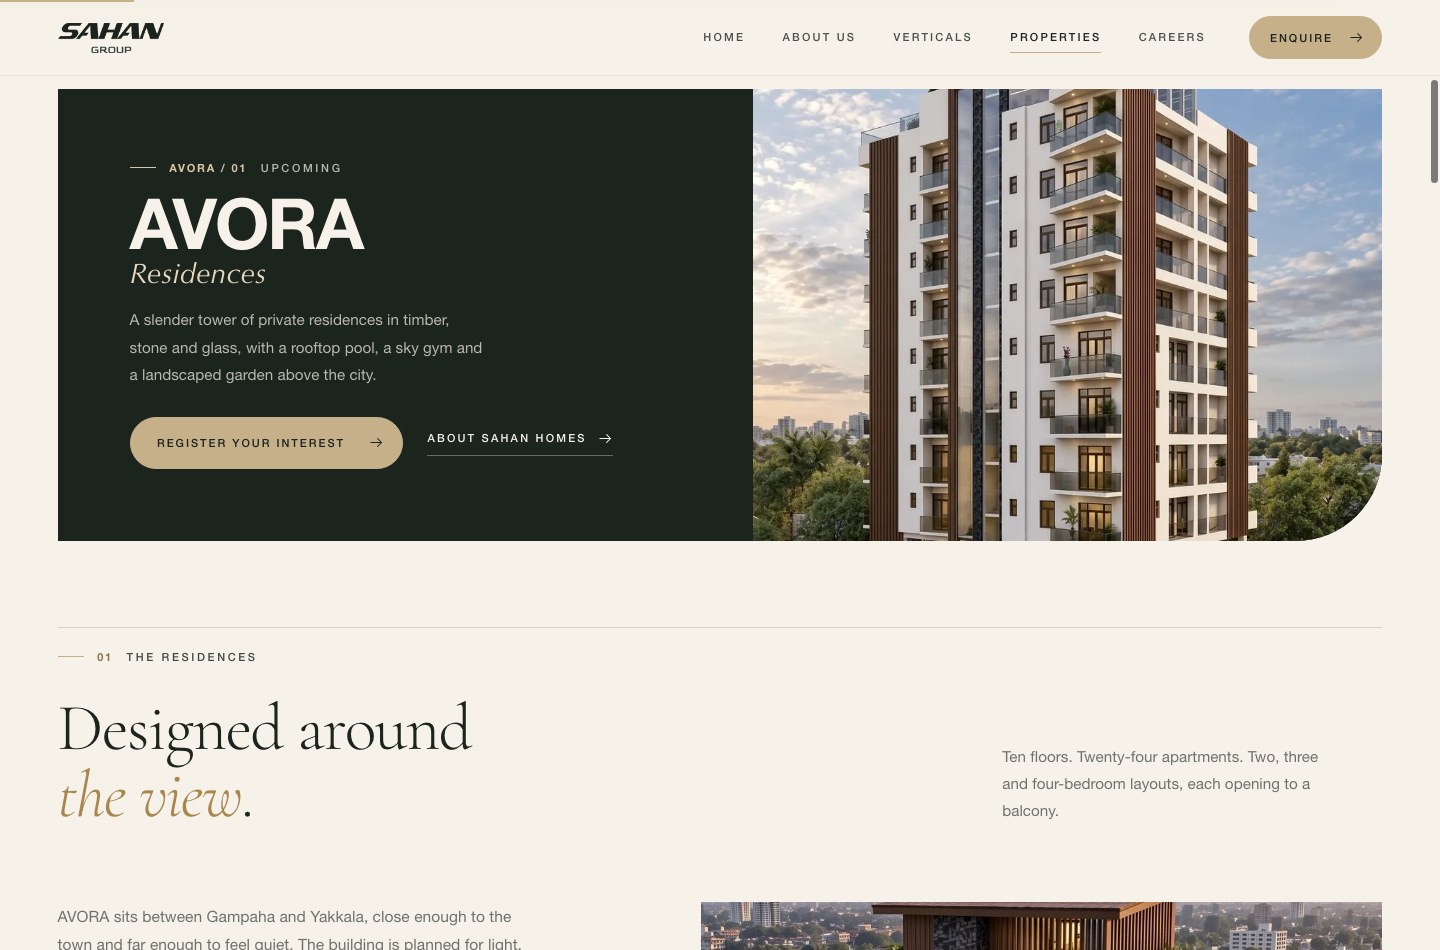 SAHAN
GROUP
HOME
ABOUT US
VERTICALS
PROPERTIES
CAREERS
ENQUIRE
AVORA / 01 UPCOMING
AVORA
Residences
A slender tower of private residences in timber,
stone and glass, with a rooftop pool, a sky gym and
a landscaped garden above the city.
REGISTER YOUR INTEREST
ABOUT SAHAN HOMES
01 THE RESIDENCES
Designed around
the view.
Ten floors. Twenty-four apartments. Two, three
and four-bedroom layouts, each opening to a
balcony.
AVORA sits between Gampaha and Yakkala, close enough to the
town and far enough to feel quiet. The building is planned for light,